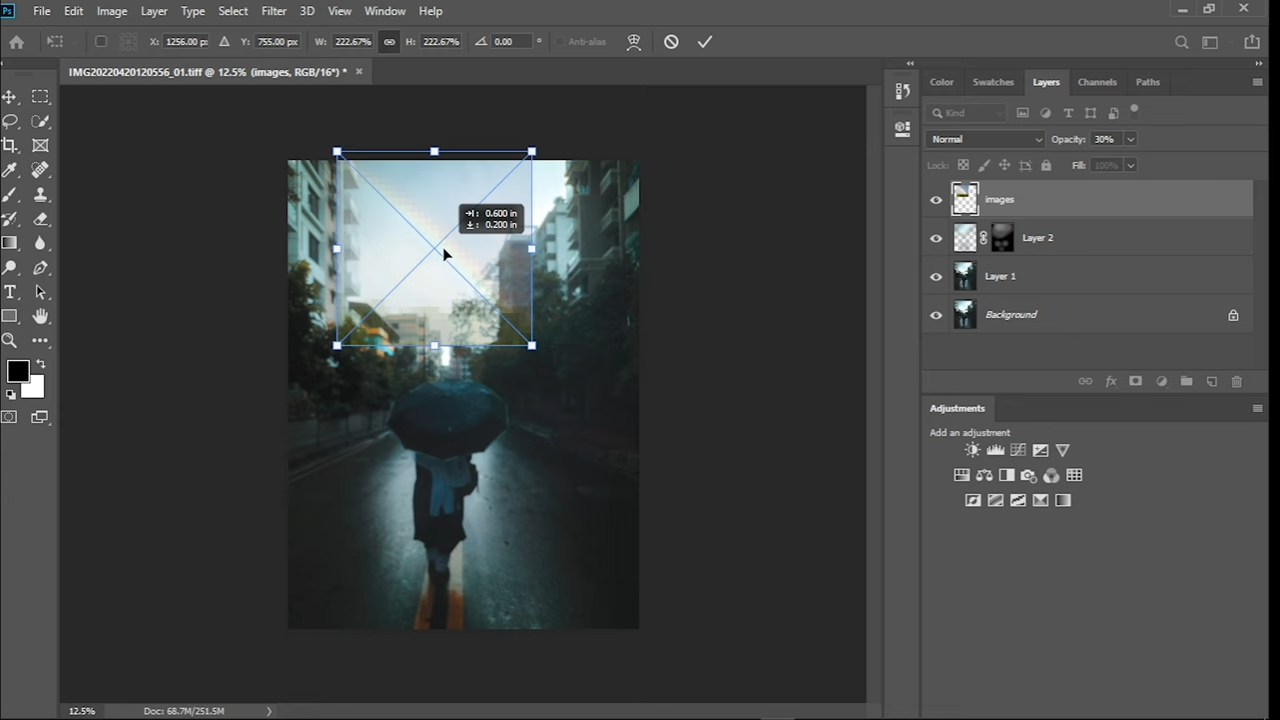 Ps File Edit Image Layer Type Select Filter 3D View Window Help
X: 1256.00 px Y: 755.00 px W: 222.67% H: 222.67% 0.00 ° Anti-alias
IMG20220420120556_01.tiff @ 12.5% (images, RGB/16*) * ×
Color Swatches Layers Channels Paths
Kind
Normal Opacity: 30%
Lock: Fill: 100%
images
Layer 2
Layer 1
Background
0.600 in
0.200 in
Adjustments
Add an adjustment
12.5% Doc: 68.7M/251.5M